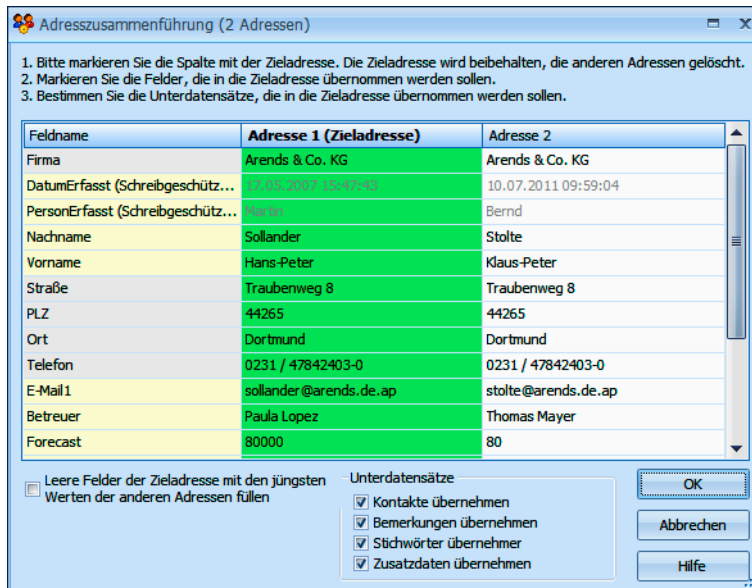 Adresszusammenführung (2 Adressen)
1. Bitte markieren Sie die Spalte mit der Zieladresse. Die Zieladresse wird beibehalten, die anderen Adressen gelöscht.
2. Markieren Sie die Felder, die in die Zieladresse übernommen werden sollen.
3. Bestimmen Sie die Unterdatensätze, die in die Zieladresse übernommen werden sollen.
Feldname Adresse 1 (Zieladresse) Adresse 2
Firma Arends & Co. KG Arends & Co. KG
DatumErfasst (Schreibgeschütz... 17.05.2007 15:47:43 10.07.2011 09:59:04
PersonErfasst (Schreibgeschütz... Martin Bernd
Nachname Sollander Stolte
Vorname Hans-Peter Klaus-Peter
Straße Traubenweg 8 Traubenweg 8
PLZ 44265 44265
Ort Dortmund Dortmund
Telefon 0231 / 47842403-0 0231 / 47842403-0
E-Mail1 sollander@arends.de.ap stolte@arends.de.ap
Betreuer Paula Lopez Thomas Mayer
Forecast 80000 80
Leere Felder der Zieladresse mit den jüngsten
Werten der anderen Adressen füllen
Unterdatensätze
Kontakte übernehmen
Bemerkungen übernehmen
Stichwörter übernehmer
Zusatzdaten übernehmen
OK
Abbrechen
Hilfe